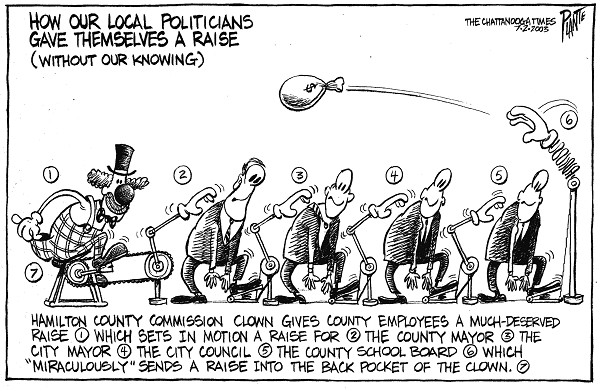 HOW OUR LOCAL POLITICIANS
GAVE THEMSELVES A RAISE
(WITHOUT OUR KNOWING)
THE CHATTANOOGA TIMES
7-2-2003
PLANTE
$
1
2
3
4
5
6
7
HAMILTON COUNTY COMMISSION CLOWN GIVES COUNTY EMPLOYEES A MUCH-DESERVED
RAISE ① WHICH SETS IN MOTION A RAISE FOR ② THE COUNTY MAYOR ③ THE
CITY MAYOR ④ THE CITY COUNCIL ⑤ THE COUNTY SCHOOL BOARD ⑥ WHICH
"MIRACULOUSLY" SENDS A RAISE INTO THE BACK POCKET OF THE CLOWN. ⑦